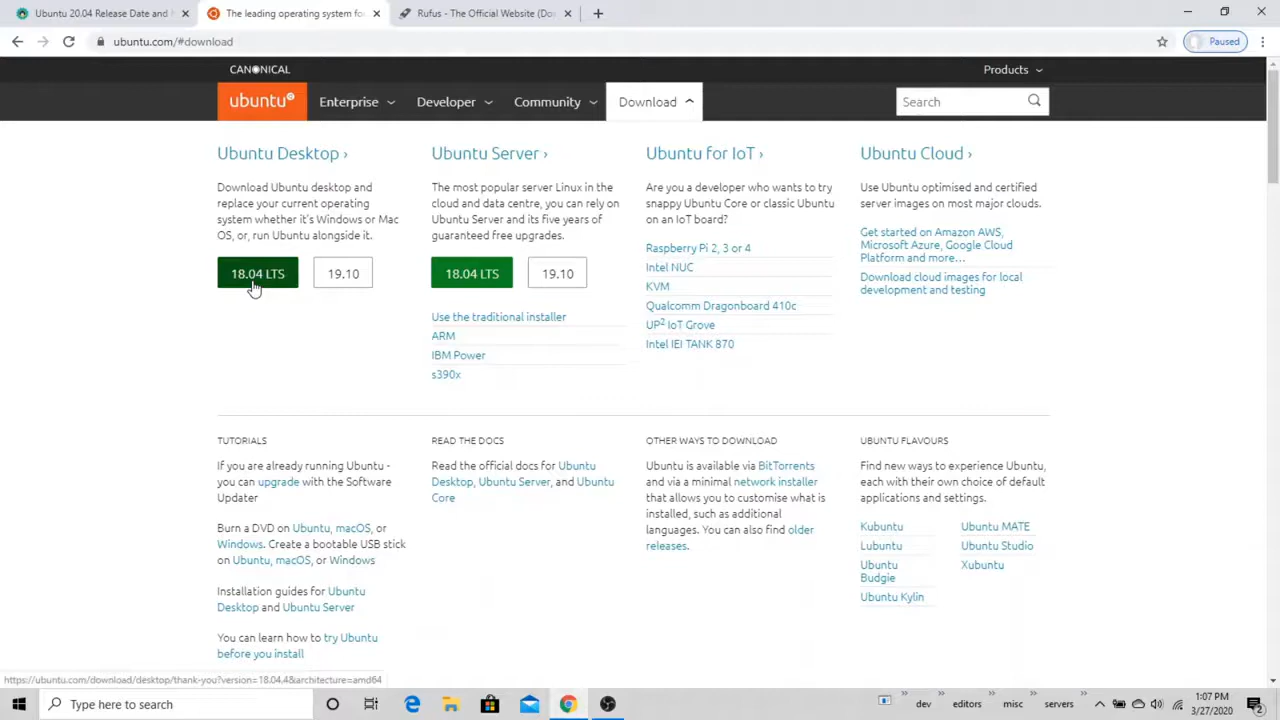 Ubuntu 20.04 Release Date and
The leading operating system fo
Rufus - The Official Website (Do
ubuntu.com/#download
Paused
CANONICAL
Products
ubuntu
Enterprise
Developer
Community
Download
Search
Ubuntu Desktop ›
Download Ubuntu desktop and
replace your current operating
system whether it's Windows or Mac
OS, or, run Ubuntu alongside it.
18.04 LTS
19.10
Ubuntu Server ›
The most popular server Linux in the
cloud and data centre, you can rely on
Ubuntu Server and its five years of
guaranteed free upgrades.
18.04 LTS
19.10
Use the traditional installer
ARM
IBM Power
s390x
Ubuntu for IoT ›
Are you a developer who wants to try
snappy Ubuntu Core or classic Ubuntu
on an IoT board?
Raspberry Pi 2, 3 or 4
Intel NUC
KVM
Qualcomm Dragonboard 410c
UP² IoT Grove
Intel IEI TANK 870
Ubuntu Cloud ›
Use Ubuntu optimised and certified
server images on most major clouds.
Get started on Amazon AWS,
Microsoft Azure, Google Cloud
Platform and more…
Download cloud images for local
development and testing
TUTORIALS
If you are already running Ubuntu -
you can upgrade with the Software
Updater
Burn a DVD on Ubuntu, macOS, or
Windows. Create a bootable USB stick
on Ubuntu, macOS, or Windows
Installation guides for Ubuntu
Desktop and Ubuntu Server
You can learn how to try Ubuntu
before you install
READ THE DOCS
Read the official docs for Ubuntu
Desktop, Ubuntu Server, and Ubuntu
Core
OTHER WAYS TO DOWNLOAD
Ubuntu is available via BitTorrents
and via a minimal network installer
that allows you to customise what is
installed, such as additional
languages. You can also find older
releases.
UBUNTU FLAVOURS
Find new ways to experience Ubuntu,
each with their own choice of default
applications and settings.
Kubuntu
Lubuntu
Ubuntu
Budgie
Ubuntu Kylin
Ubuntu MATE
Ubuntu Studio
Xubuntu
https://ubuntu.com/download/desktop/thank-you?version=18.04.4&architecture=amd64
Type here to search
dev
editors
misc
servers
1:07 PM
3/27/2020
2